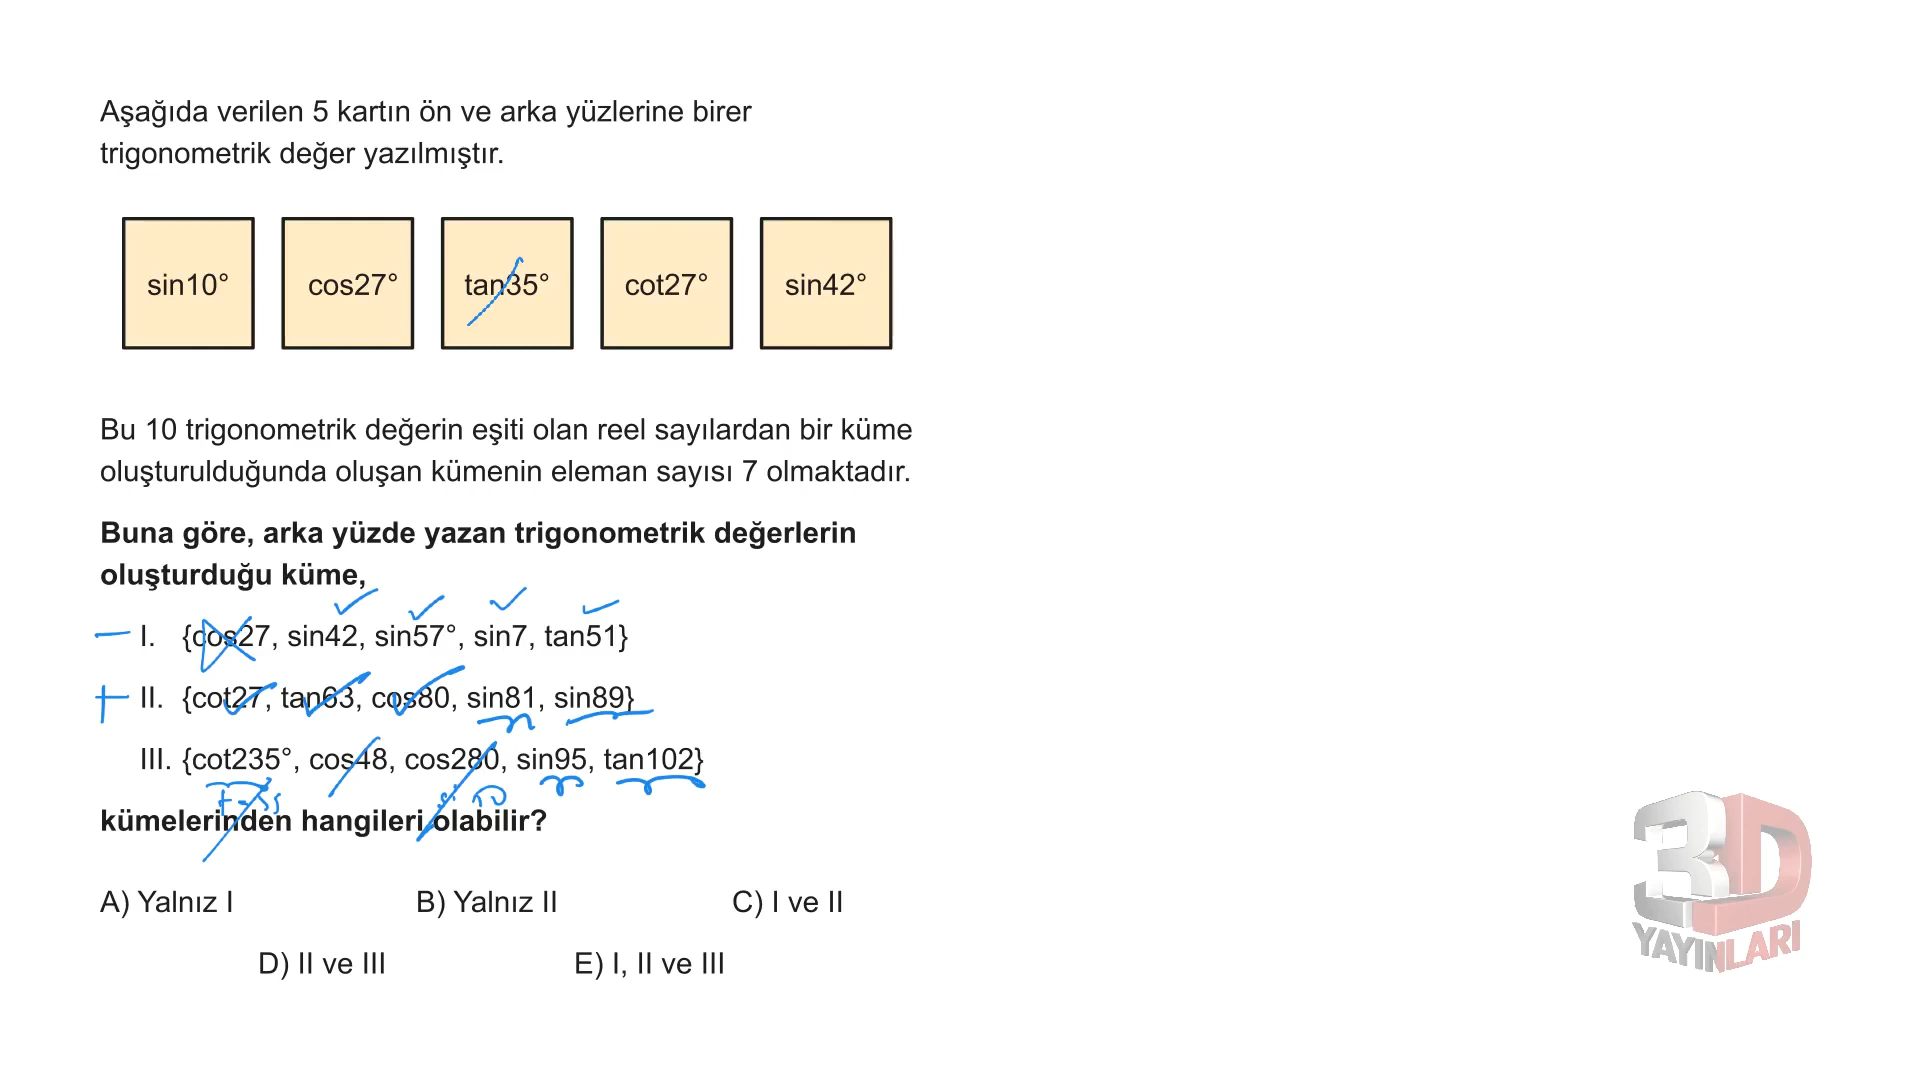 Aşağıda verilen 5 kartın ön ve arka yüzlerine birer
trigonometrik değer yazılmıştır.
sin10° cos27° tan35° cot27° sin42°
Bu 10 trigonometrik değerin eşiti olan reel sayılardan bir küme
oluşturulduğunda oluşan kümenin eleman sayısı 7 olmaktadır.
Buna göre, arka yüzde yazan trigonometrik değerlerin
oluşturduğu küme,
I. {cos27, sin42, sin57°, sin7, tan51}
II. {cot27, tan63, cos80, sin81, sin89}
III. {cot235°, cos48, cos280, sin95, tan102}
kümelerinden hangileri olabilir?
A) Yalnız I B) Yalnız II C) I ve II
D) II ve III E) I, II ve III
3D
YAYINLARI